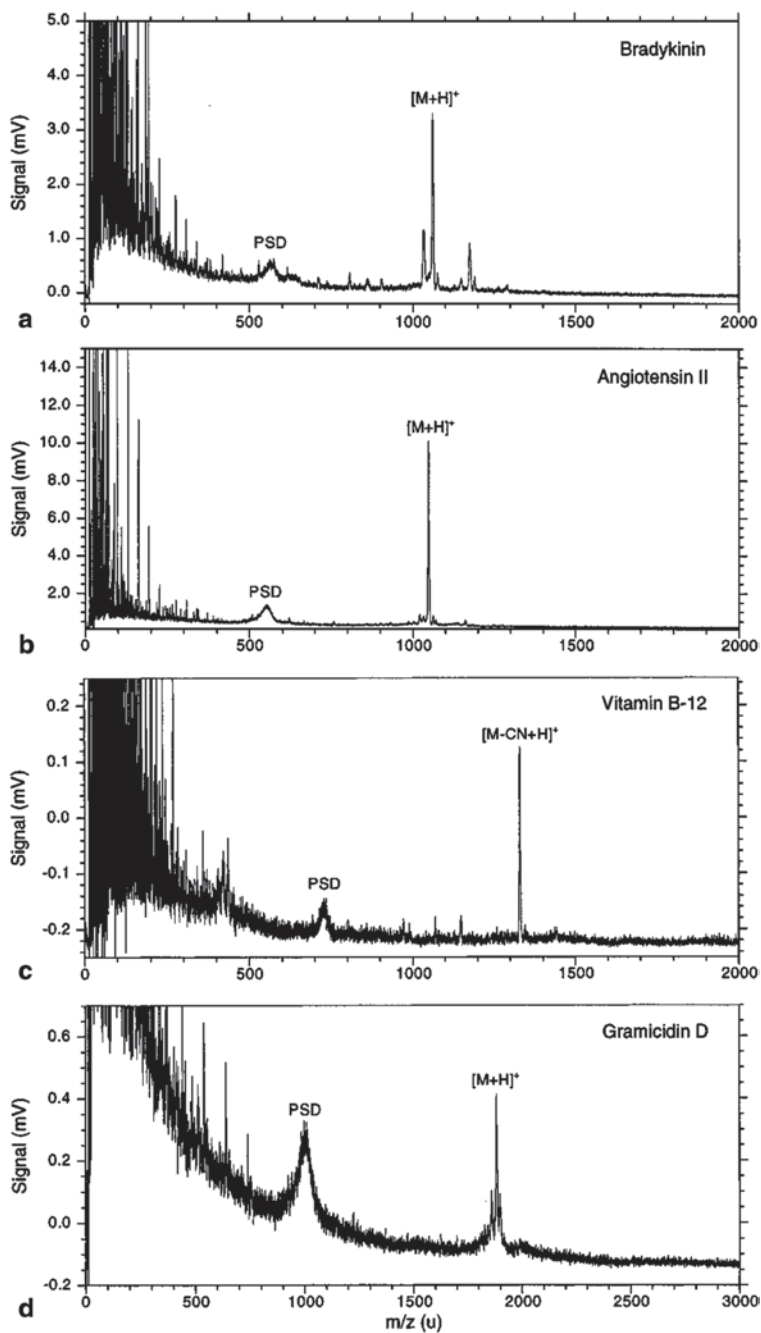 Bradykinin
[M+H]+
PSD
Signal (mV)
5.0
4.0
3.0
2.0
1.0
0.0
0 500 1000 1500 2000
a
Angiotensin II
[M+H]+
PSD
Signal (mV)
14.0
10.0
8.0
6.0
4.0
2.0
0 500 1000 1500 2000
b
Vitamin B-12
[M-CN+H]+
PSD
Signal (mV)
0.2
0.1
0.0
-0.1
-0.2
0 500 1000 1500 2000
c
Gramicidin D
[M+H]+
PSD
Signal (mV)
0.6
0.4
0.2
0.0
-0.2
0 500 1000 1500 2000 2500 3000
d
m/z (u)